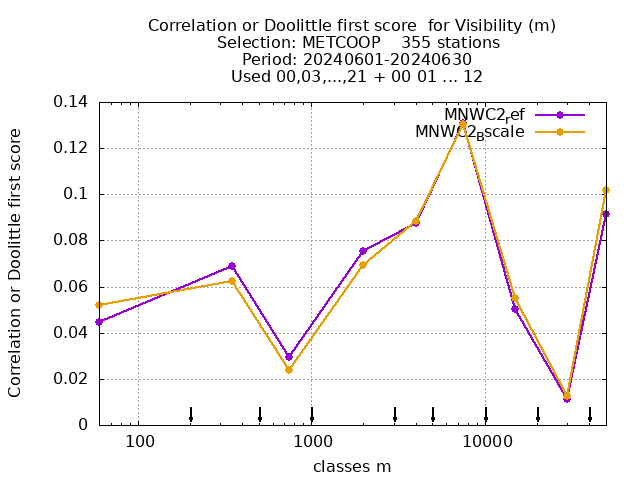 Correlation or Doolittle first score  for Visibility (m)
Selection: METCOOP    355 stations
Period: 20240601-20240630
Used 00,03,...,21 + 00 01 ... 12
Correlation or Doolittle first score
0.14
0.12
0.1
0.08
0.06
0.04
0.02
0
MNWC2ref
MNWC2Bscale
100
1000
10000
classes m